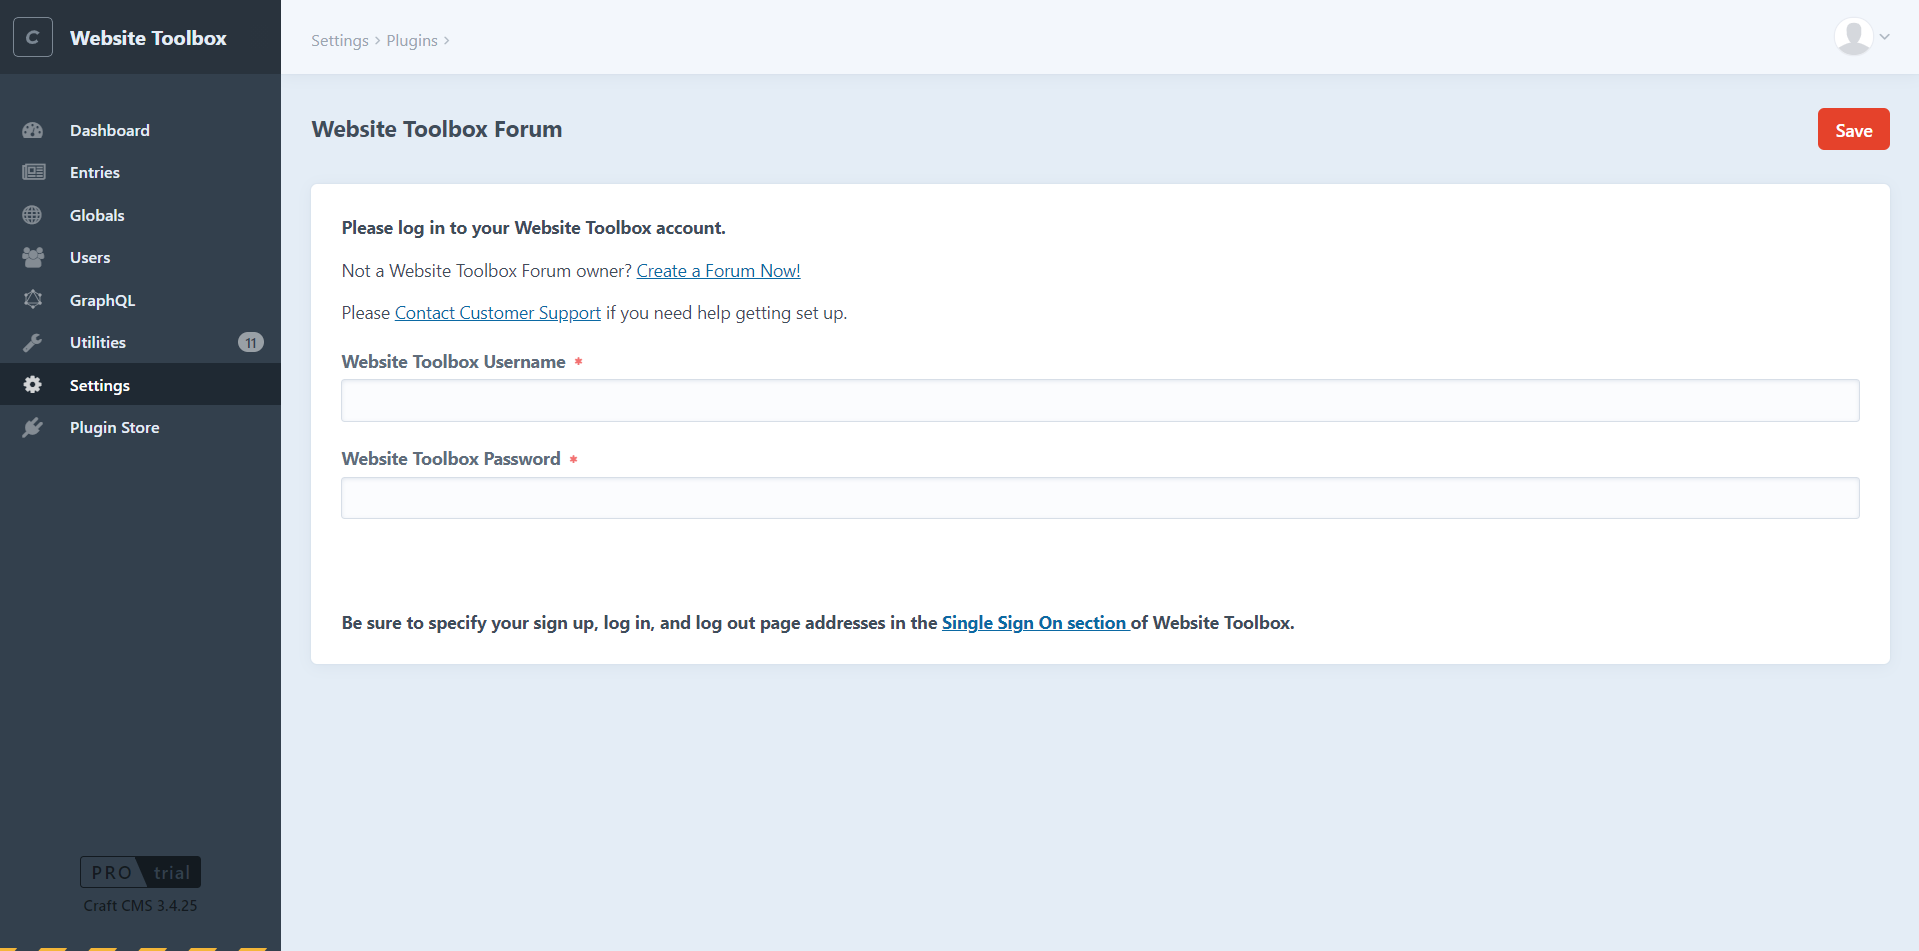 C Website Toolbox
Settings > Plugins >
Dashboard
Entries
Globals
Users
GraphQL
Utilities 11
Settings
Plugin Store
PRO trial
Craft CMS 3.4.25
Website Toolbox Forum
Save
Please log in to your Website Toolbox account.
Not a Website Toolbox Forum owner? Create a Forum Now!
Please Contact Customer Support if you need help getting set up.
Website Toolbox Username *
Website Toolbox Password *
Be sure to specify your sign up, log in, and log out page addresses in the Single Sign On section of Website Toolbox.